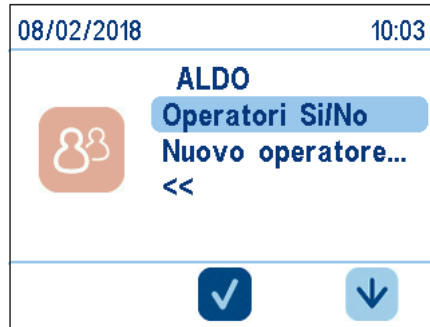 08/02/2018 10:03
ALDO
Operatori Si/No
Nuovo operatore...
<<